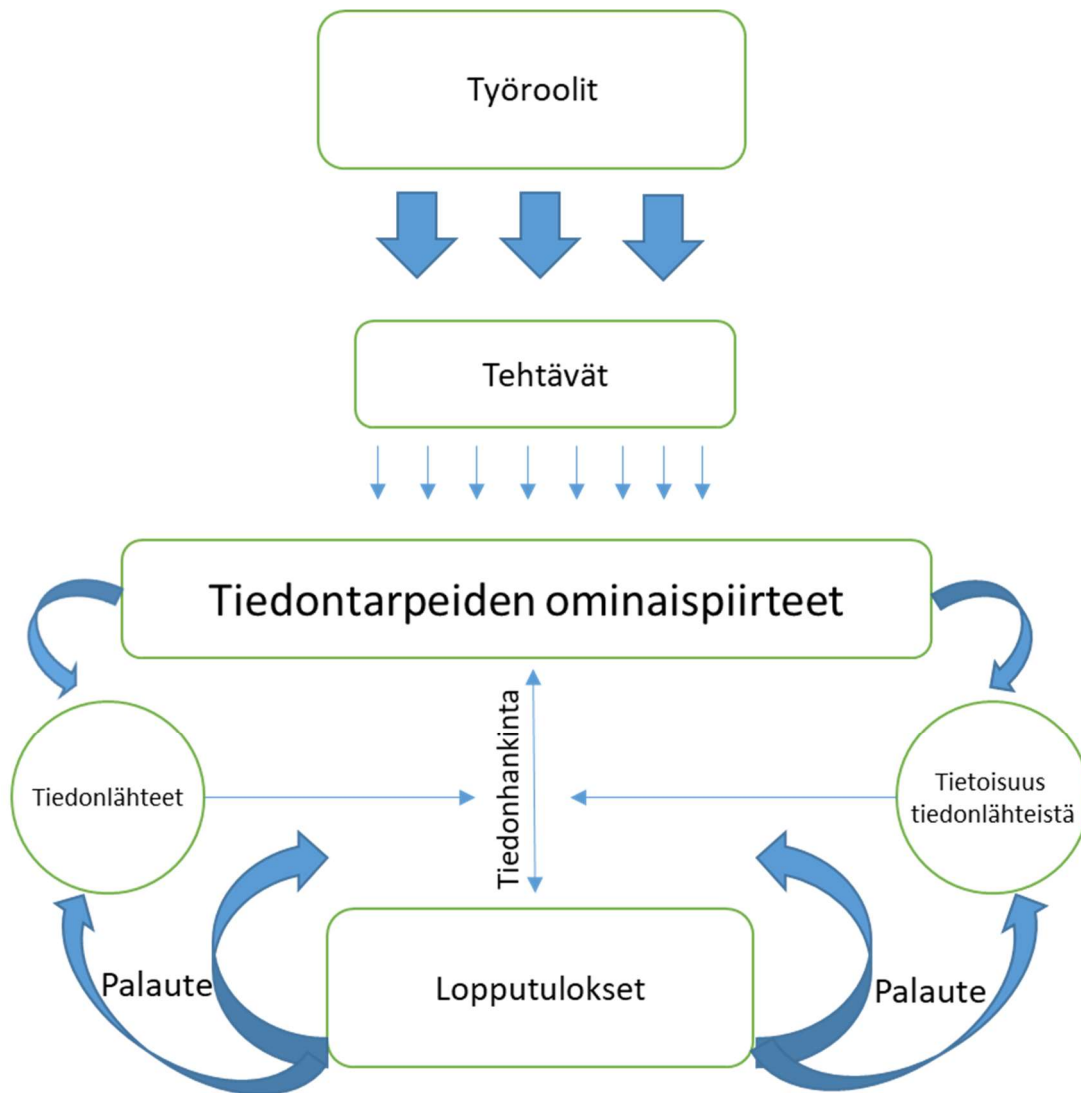 Työroolit
Tehtävät
Tiedontarpeiden ominaispiirteet
Tiedonhankinta
Tiedonlähteet
Tietoisuus
tiedonlähteistä
Palaute
Lopputulokset
Palaute